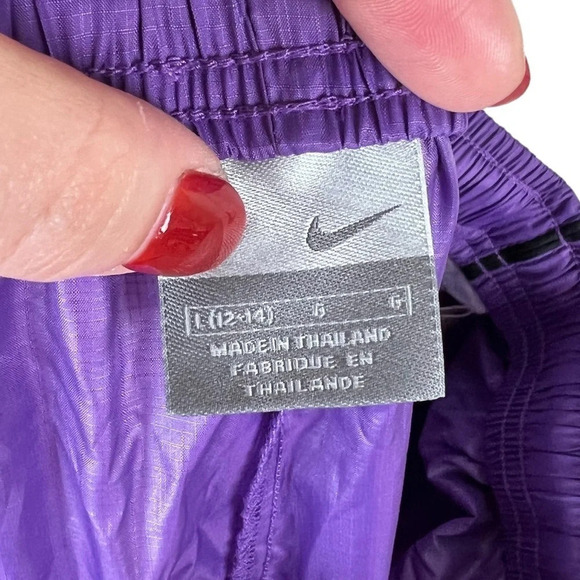 L (12-14) G G
MADE IN THAILAND
FABRIQUE EN
THAILANDE